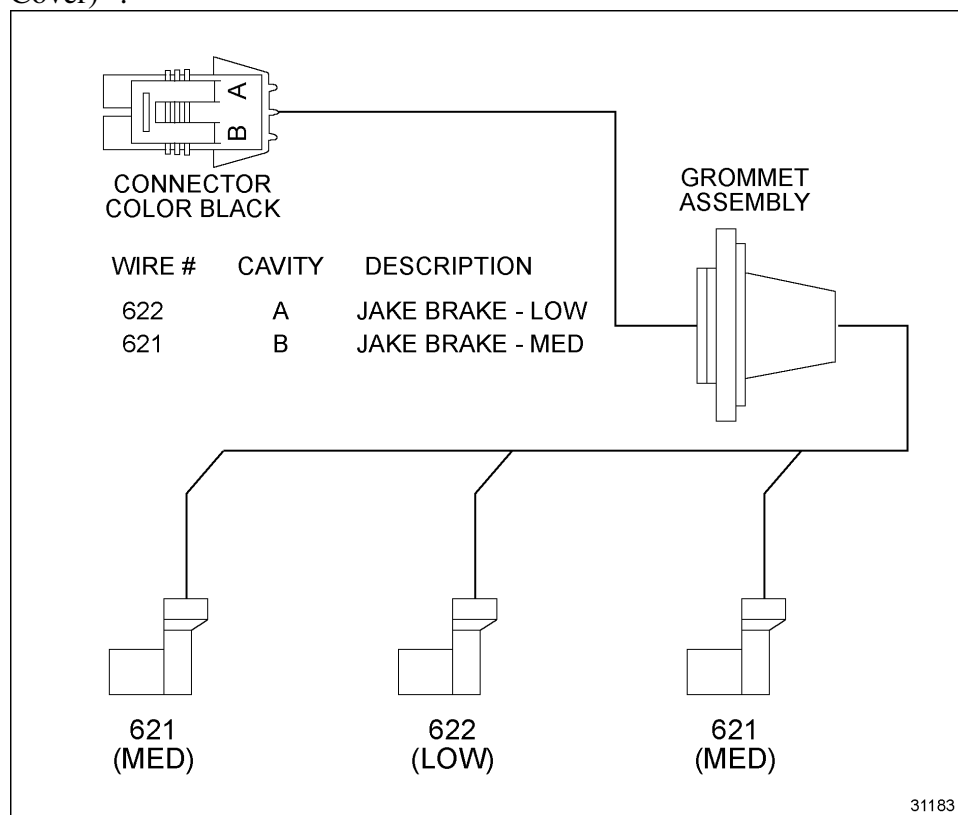 Cover)" .
A
B
CONNECTOR
COLOR BLACK
GROMMET
ASSEMBLY
WIRE # CAVITY DESCRIPTION
622 A JAKE BRAKE - LOW
621 B JAKE BRAKE - MED
621
(MED)
622
(LOW)
621
(MED)
31183